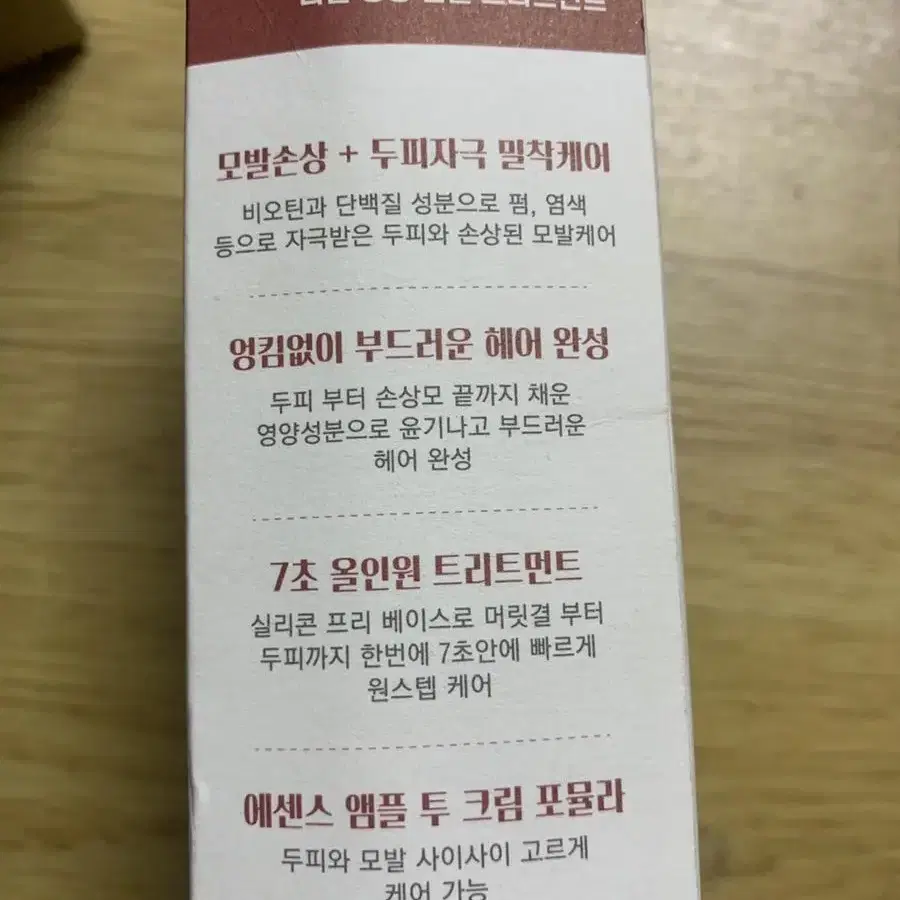 모발손상 + 두피자극 밀착케어
비오틴과 단백질 성분으로 펌, 염색
등으로 자극받은 두피와 손상된 모발케어
엉킴없이 부드러운 헤어 완성
두피 부터 손상모 끝까지 채운
영양성분으로 윤기나고 부드러운
헤어 완성
7초 올인원 트리트먼트
실리콘 프리 베이스로 머릿결 부터
두피까지 한번에 7초안에 빠르게
원스텝 케어
에센스 앰플 투 크림 포뮬라
두피와 모발 사이사이 고르게
케어 가능